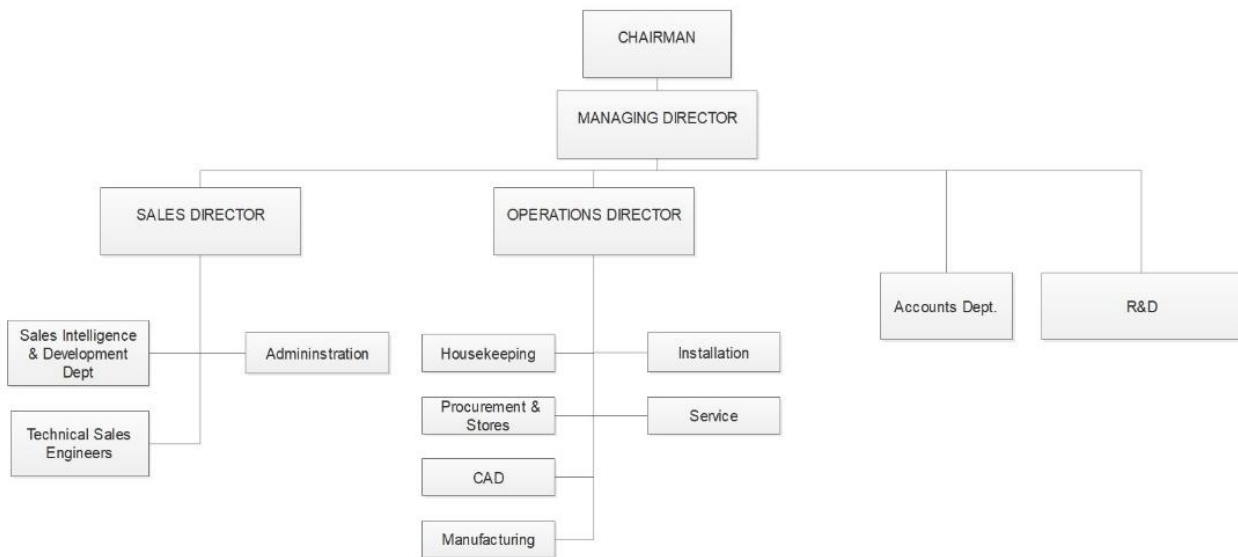 CHAIRMAN
MANAGING DIRECTOR
SALES DIRECTOR
OPERATIONS DIRECTOR
Accounts Dept.
R&D
Sales Intelligence
& Development
Dept
Admininstration
Housekeeping
Installation
Procurement &
Stores
Service
Technical Sales
Engineers
CAD
Manufacturing